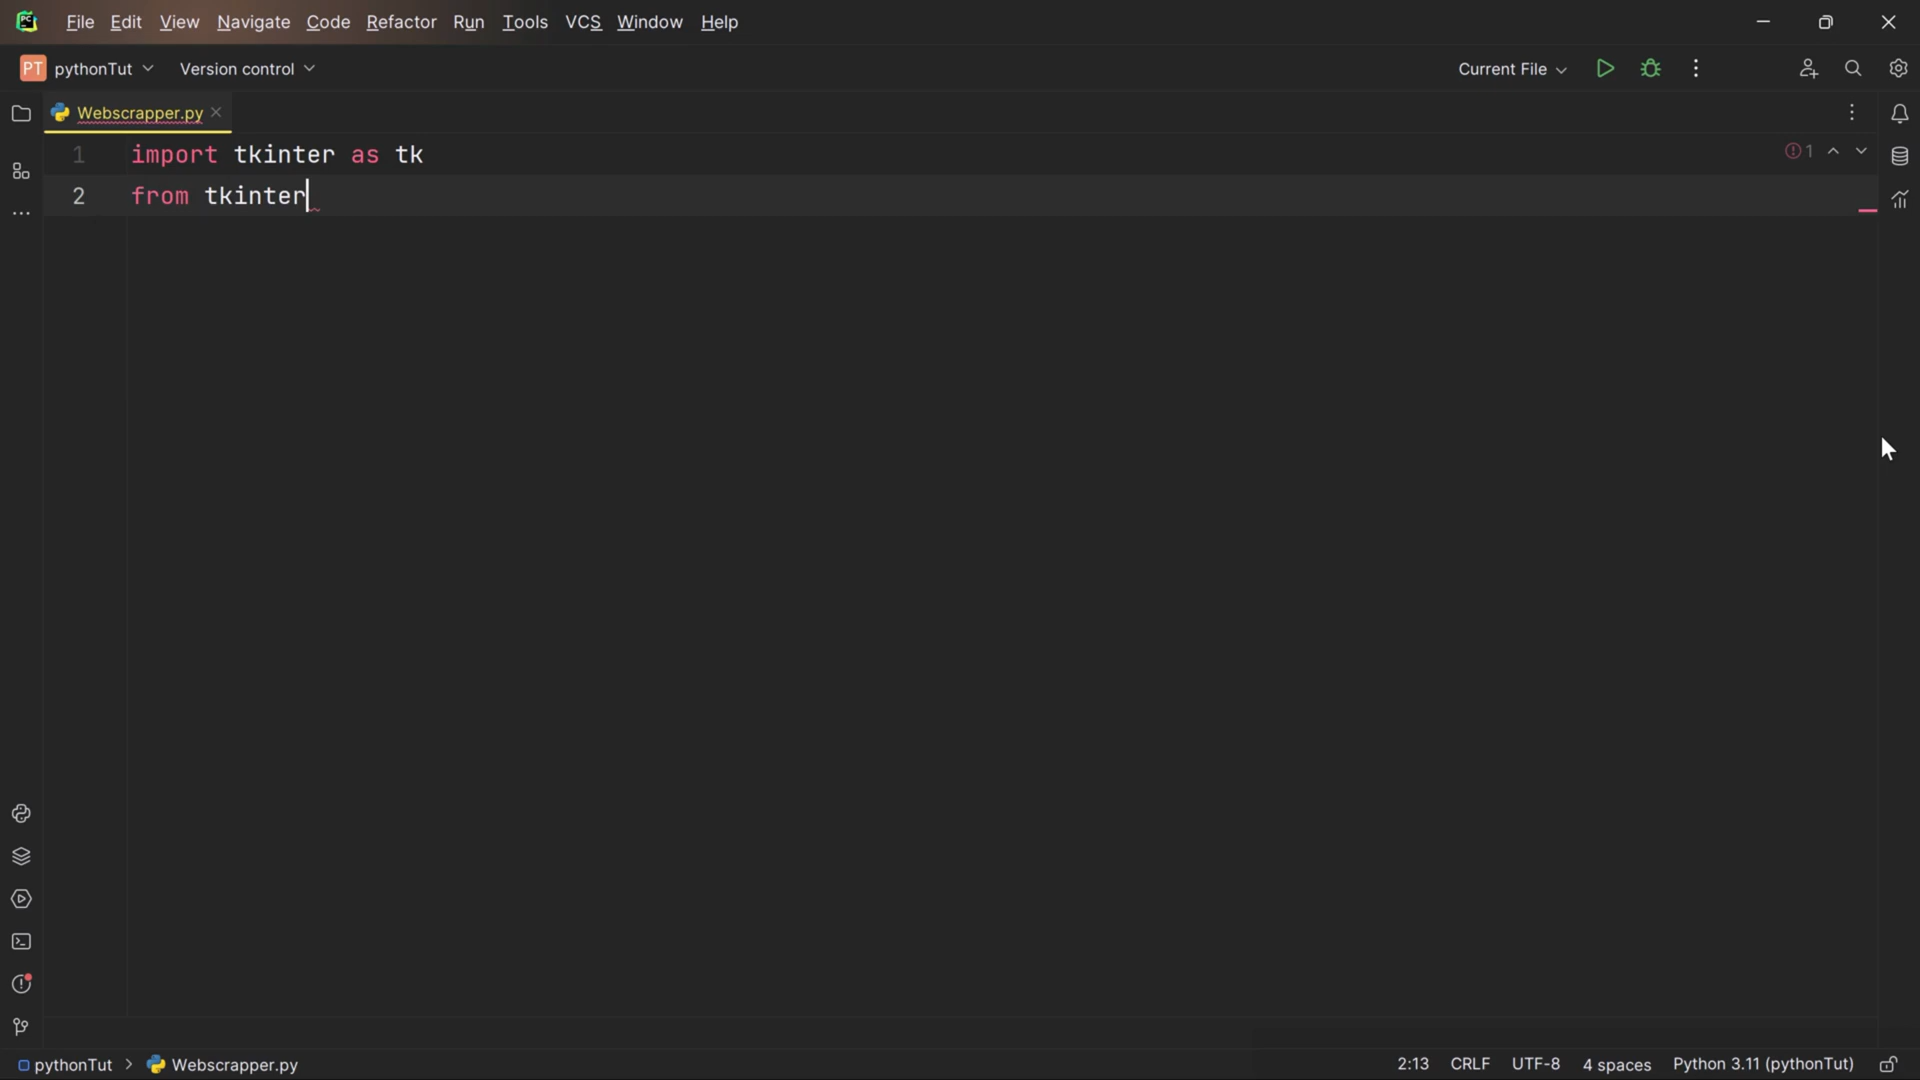 PC
File Edit View Navigate Code Refactor Run Tools VCS Window Help
PT pythonTut Version control Current File
Webscrapper.py
1 import tkinter as tk
1
2 from tkinter
pythonTut > Webscrapper.py 2:13 CRLF UTF-8 4 spaces Python 3.11 (pythonTut)